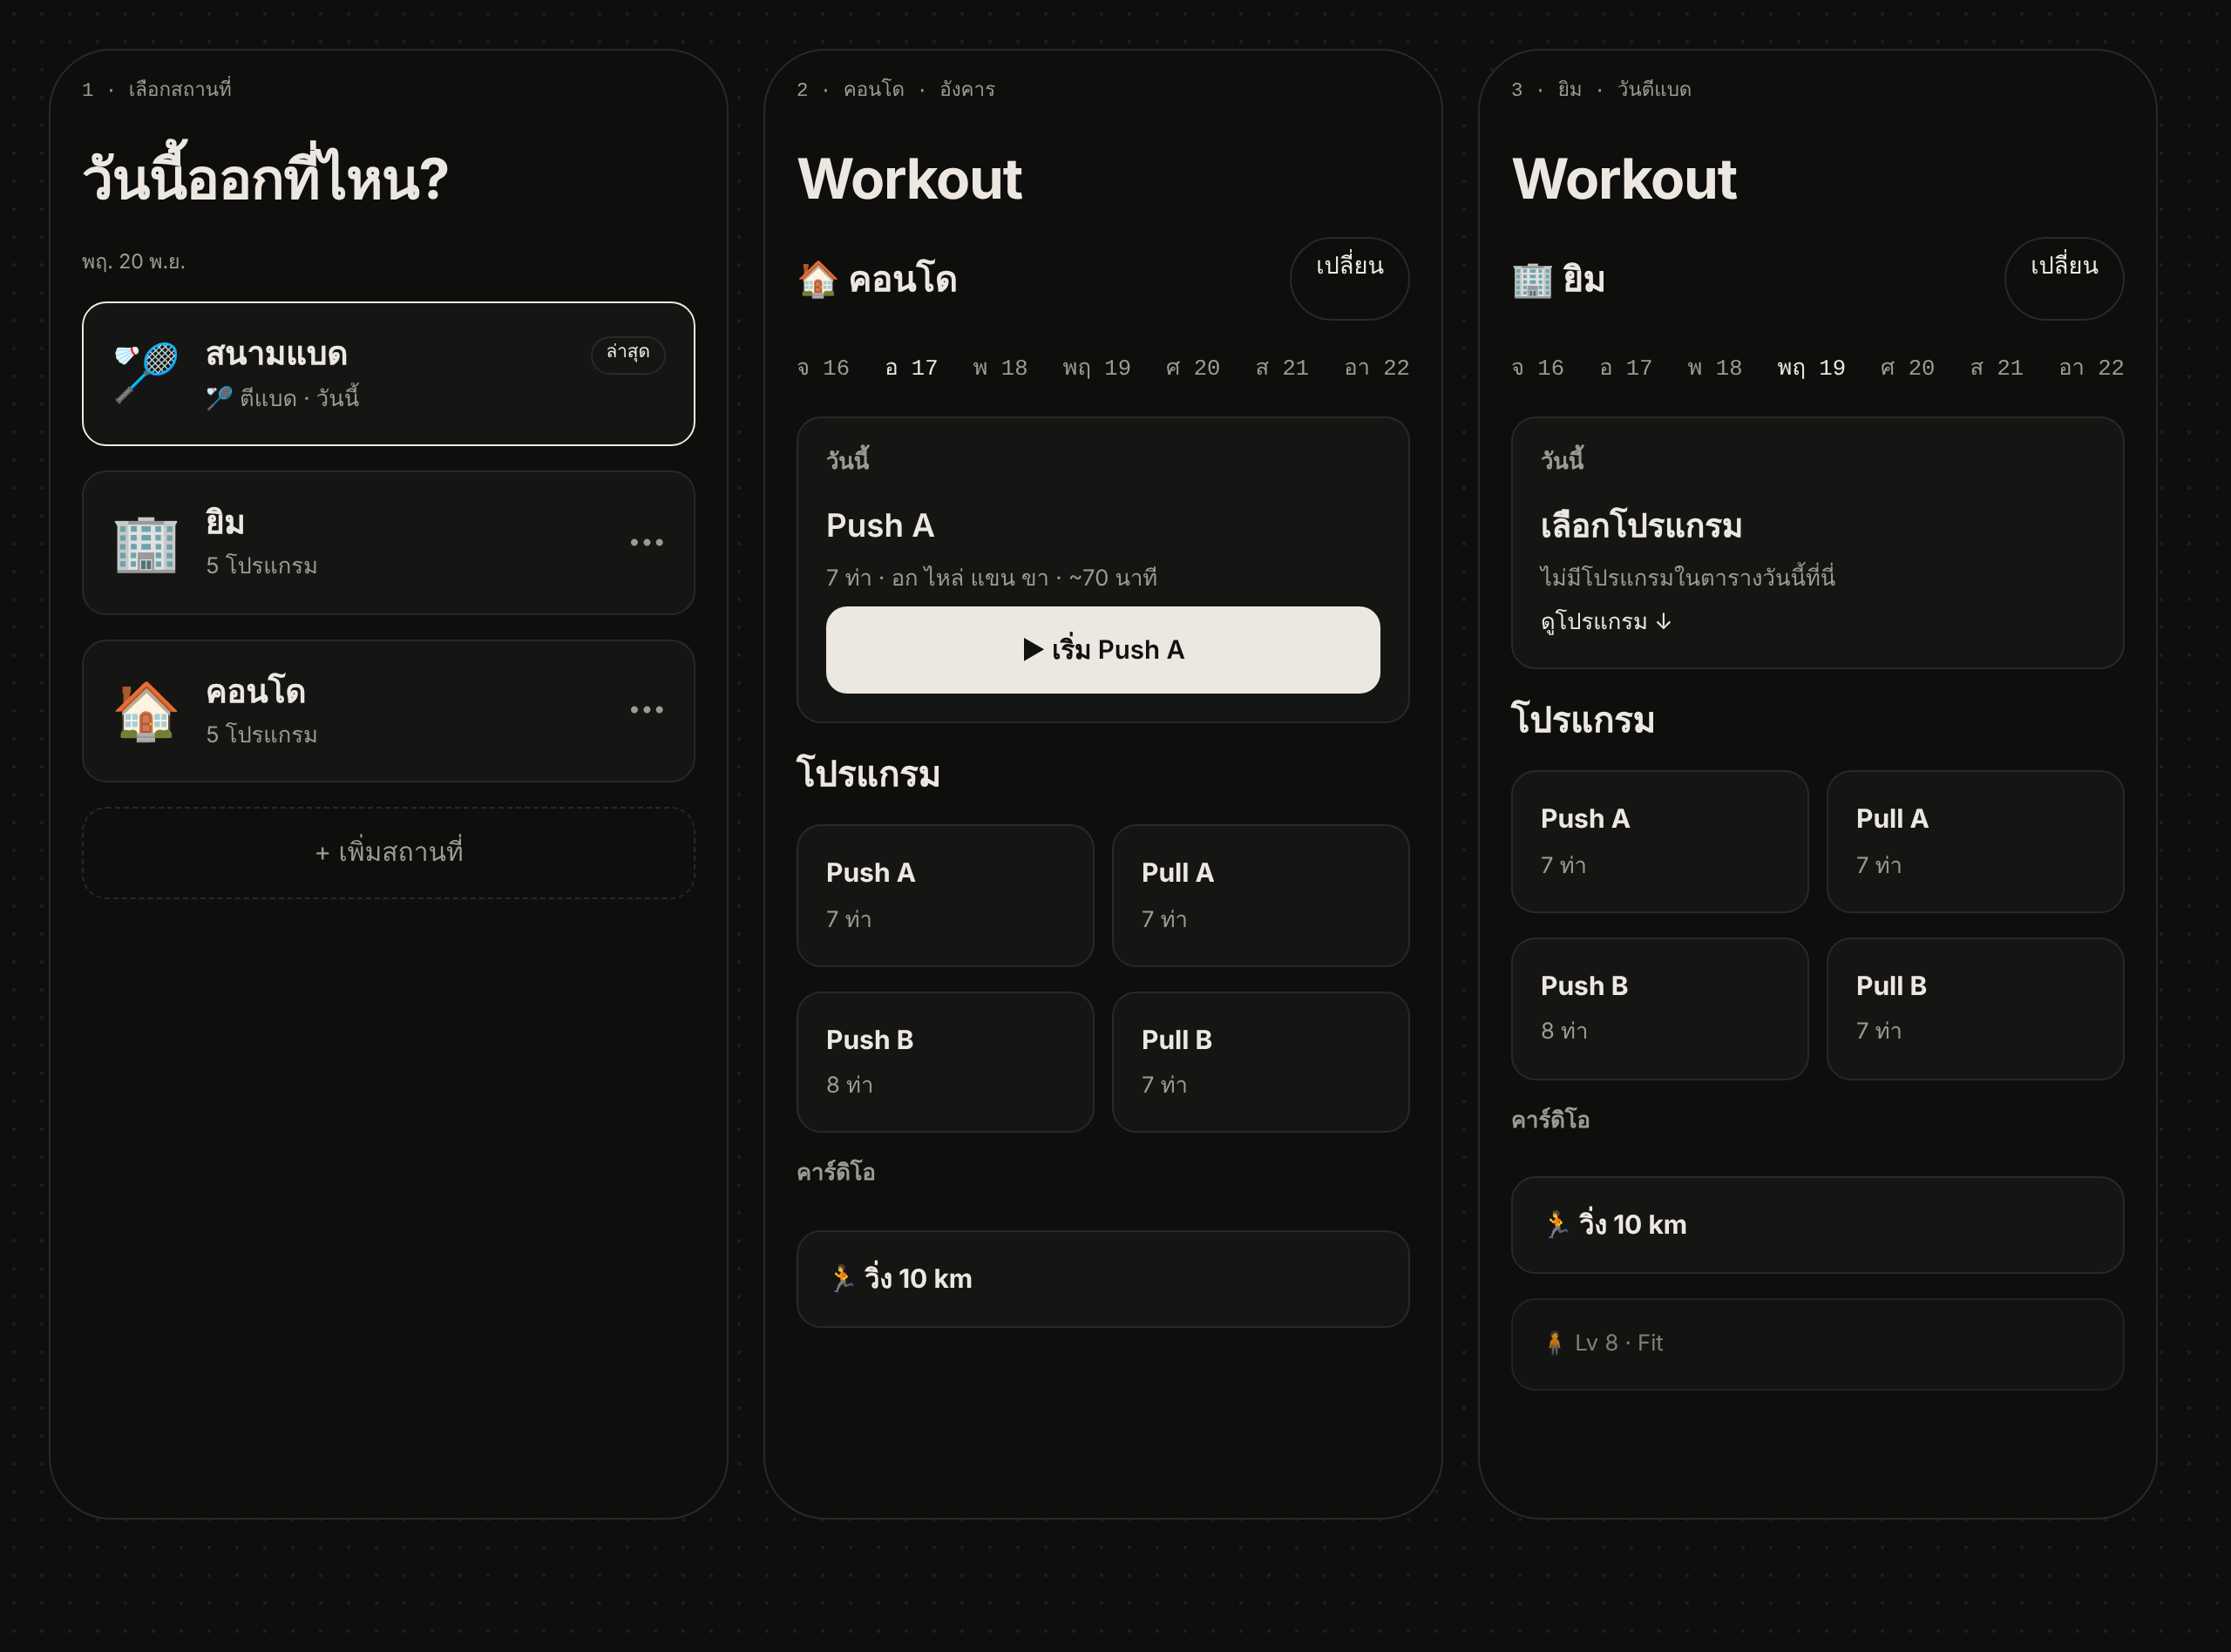 1 · เลือกสถานที่
วันนี้ออกที่ไหน?
พฤ. 20 พ.ย.
สนามแบด
ล่าสุด
ตีแบด · วันนี้
ยิม
5 โปรแกรม
คอนโด
5 โปรแกรม
+ เพิ่มสถานที่
2 · คอนโด · อังคาร
Workout
คอนโด
เปลี่ยน
จ 16 อ 17 พ 18 พฤ 19 ศ 20 ส 21 อา 22
วันนี้
Push A
7 ท่า · อก ไหล่ แขน ขา · ~70 นาที
▶ เริ่ม Push A
โปรแกรม
Push A
7 ท่า
Pull A
7 ท่า
Push B
8 ท่า
Pull B
7 ท่า
คาร์ดิโอ
วิ่ง 10 km
3 · ยิม · วันตีแบด
Workout
ยิม
เปลี่ยน
จ 16 อ 17 พ 18 พฤ 19 ศ 20 ส 21 อา 22
วันนี้
เลือกโปรแกรม
ไม่มีโปรแกรมในตารางวันนี้ที่นี่
ดูโปรแกรม ↓
โปรแกรม
Push A
7 ท่า
Pull A
7 ท่า
Push B
8 ท่า
Pull B
7 ท่า
คาร์ดิโอ
วิ่ง 10 km
Lv 8 · Fit